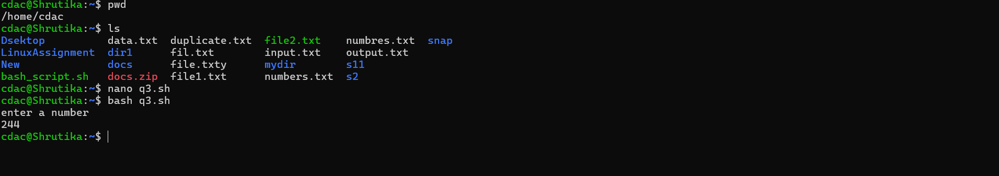 cdac@Shrutika:~$ pwd
/home/cdac
cdac@Shrutika:~$ ls
Dsektop          data.txt  duplicate.txt  file2.txt    numbres.txt  snap
LinuxAssignment  dir1      fil.txt        input.txt    output.txt
New              docs      file.txty      mydir        s11
bash_script.sh   docs.zip  file1.txt      numbers.txt  s2
cdac@Shrutika:~$ nano q3.sh
cdac@Shrutika:~$ bash q3.sh
enter a number
244
cdac@Shrutika:~$